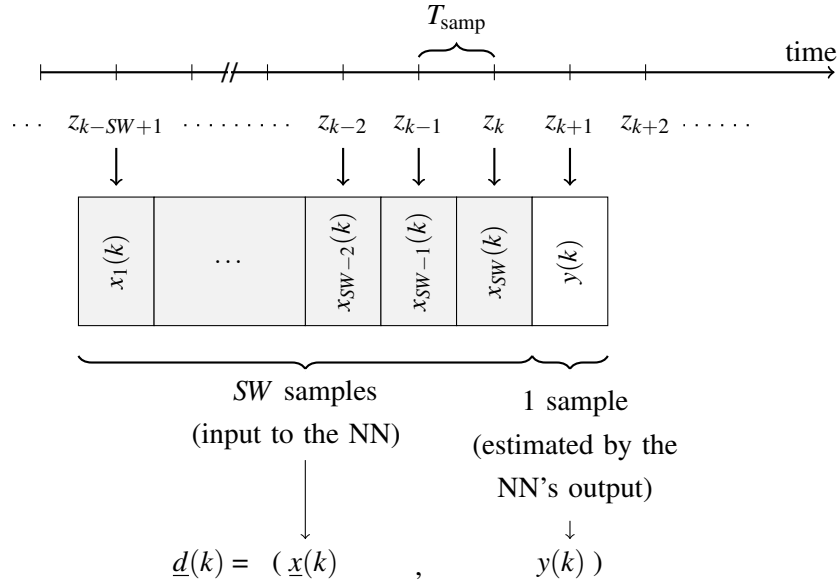 T_samp
time
· · · z_{k−SW+1} · · · · · · · · · z_{k−2} z_{k−1} z_k z_{k+1} z_{k+2} · · · · · ·
x_1(k) · · · x_{SW−2}(k) x_{SW−1}(k) x_{SW}(k) y(k)
SW samples
(input to the NN)
1 sample
(estimated by the
NN's output)
d(k) = ( x(k) , y(k) )